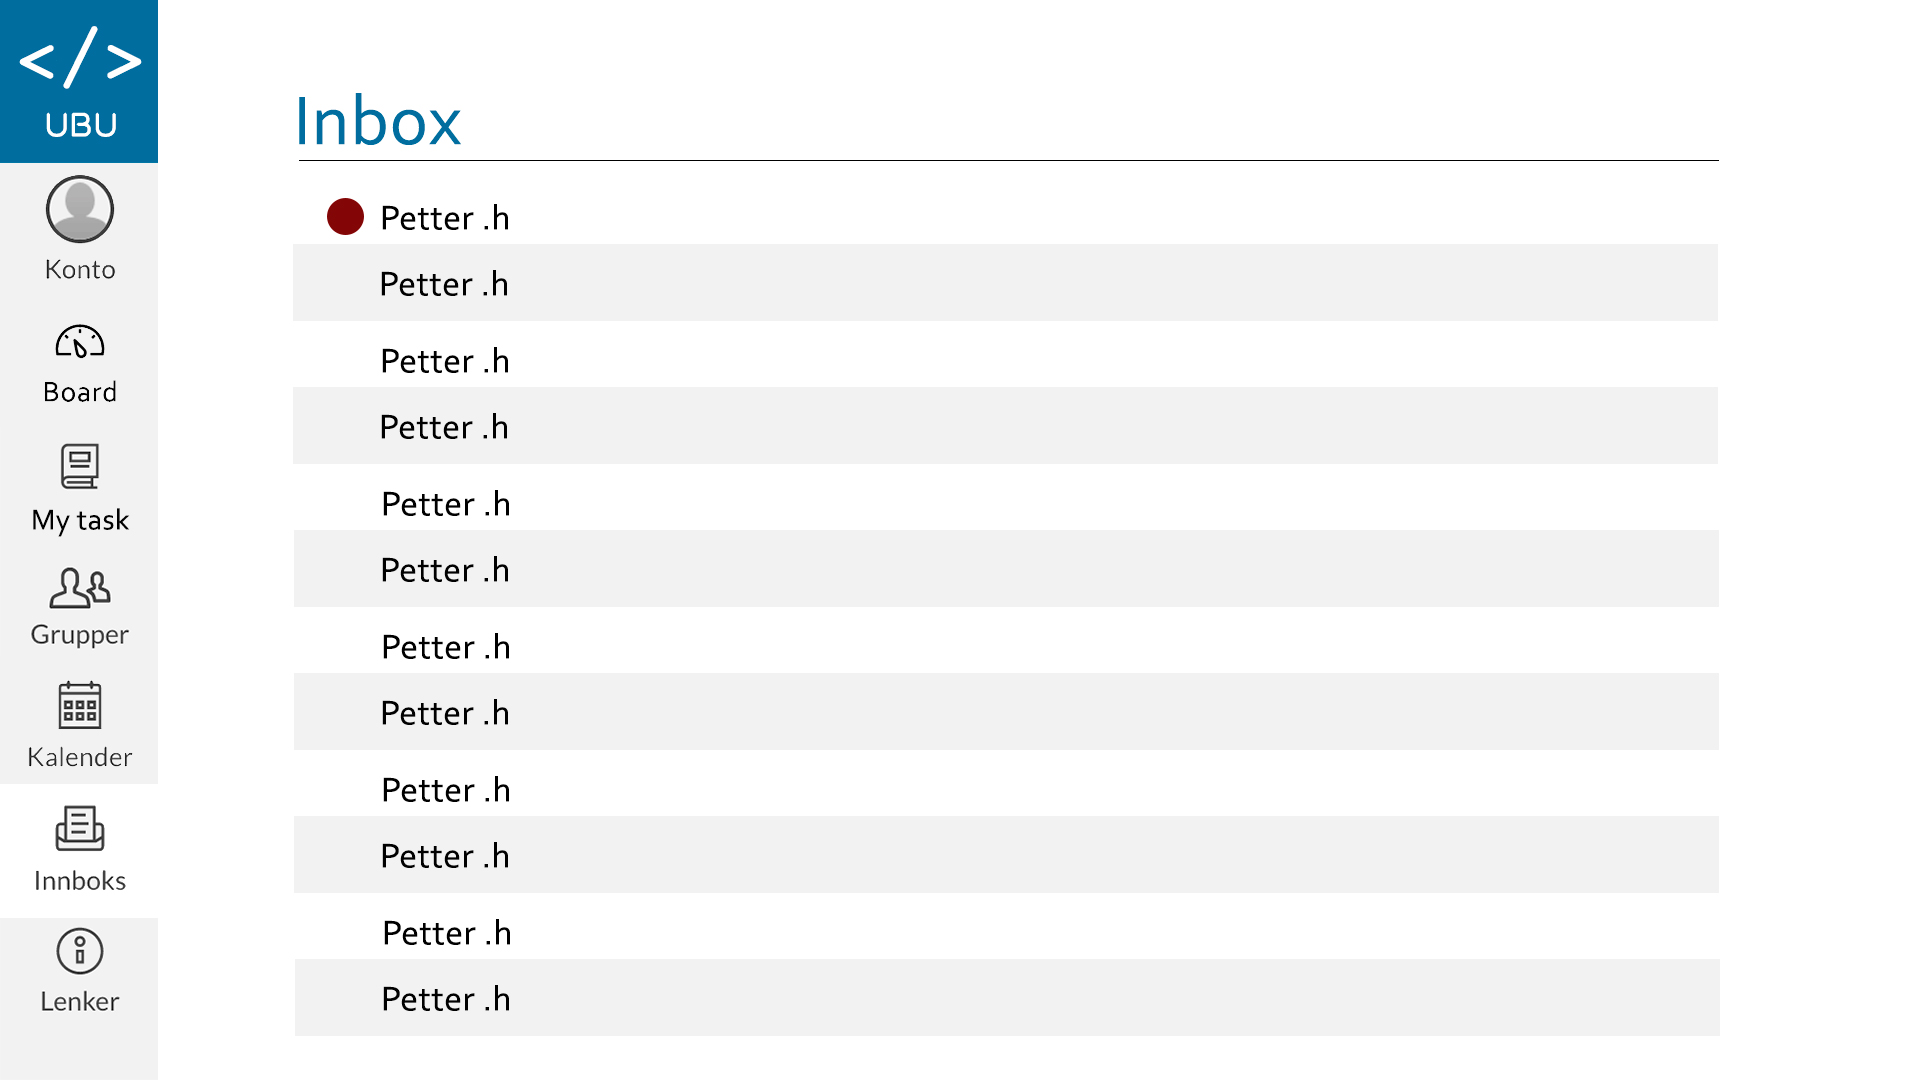 </>
UBU
Konto
Board
My task
Grupper
Kalender
Innboks
Lenker
Inbox
Petter .h
Petter .h
Petter .h
Petter .h
Petter .h
Petter .h
Petter .h
Petter .h
Petter .h
Petter .h
Petter .h
Petter .h